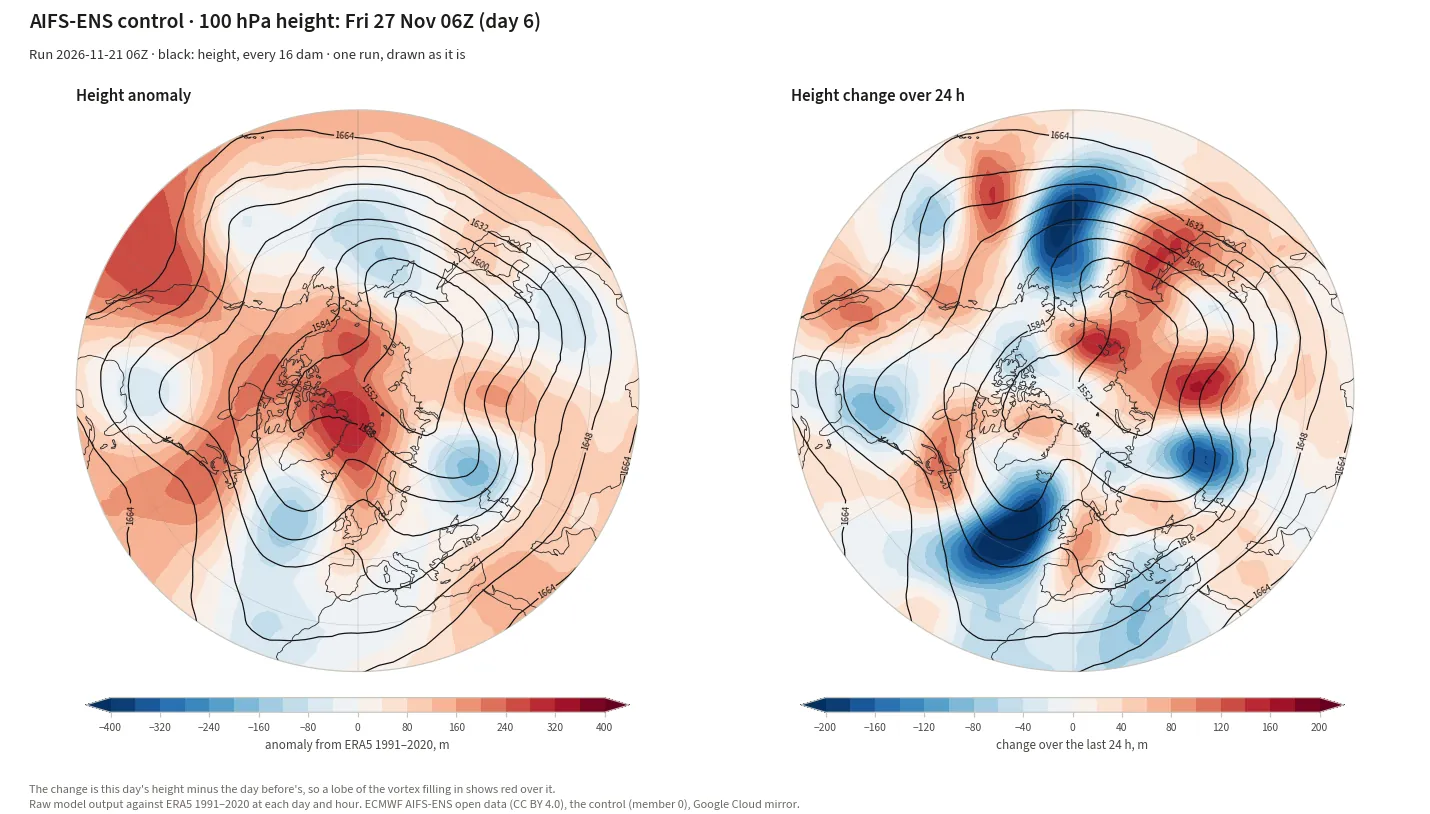 AIFS-ENS control · 100 hPa height: Fri 27 Nov 06Z (day 6)
Run 2026-11-21 06Z · black: height, every 16 dam · one run, drawn as it is
Height anomaly
Height change over 24 h
1664
1632
1600
1584
1552
1648
1664
1664
1616
1664
1664
1632
1600
1584
1552
1648
1664
1664
1616
1664
−400 −320 −240 −160 −80 0 80 160 240 320 400
anomaly from ERA5 1991–2020, m
−200 −160 −120 −80 −40 0 40 80 120 160 200
change over the last 24 h, m
The change is this day's height minus the day before's, so a lobe of the vortex filling in shows red over it.
Raw model output against ERA5 1991–2020 at each day and hour. ECMWF AIFS-ENS open data (CC BY 4.0), the control (member 0), Google Cloud mirror.